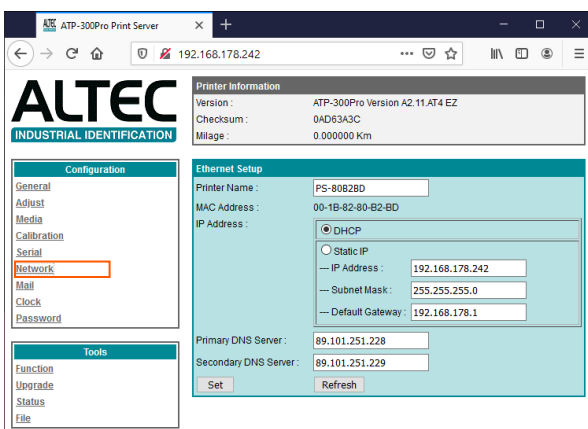 ALTEC ATP-300Pro Print Server
192.168.178.242
ALTEC
INDUSTRIAL IDENTIFICATION
Printer Information
Version : ATP-300Pro Version A2.11.AT4 EZ
Checksum : 0AD63A3C
Milage : 0.000000 Km
Configuration
General
Adjust
Media
Calibration
Serial
Network
Mail
Clock
Password
Tools
Function
Upgrade
Status
File
Ethernet Setup
Printer Name : PS-80B2BD
MAC Address : 00-1B-82-80-B2-BD
IP Address :
DHCP
Static IP
--- IP Address : 192.168.178.242
--- Subnet Mask : 255.255.255.0
--- Default Gateway : 192.168.178.1
Primary DNS Server : 89.101.251.228
Secondary DNS Server : 89.101.251.229
Set Refresh